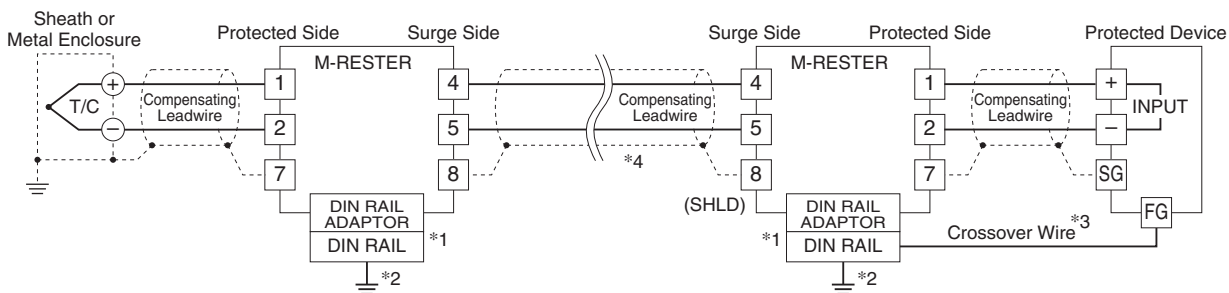 Sheath or
Metal Enclosure
Protected Side
Surge Side
Surge Side
Protected Side
Protected Device
M-RESTER
M-RESTER
+
1
4
4
1
+
T/C
Compensating
Leadwire
Compensating
Leadwire
Compensating
Leadwire
INPUT
−
2
5
5
2
−
*4
7
8
8
7
SG
(SHLD)
DIN RAIL
ADAPTOR
DIN RAIL
ADAPTOR
FG
*1
*1
DIN RAIL
DIN RAIL
Crossover Wire*3
*2
*2